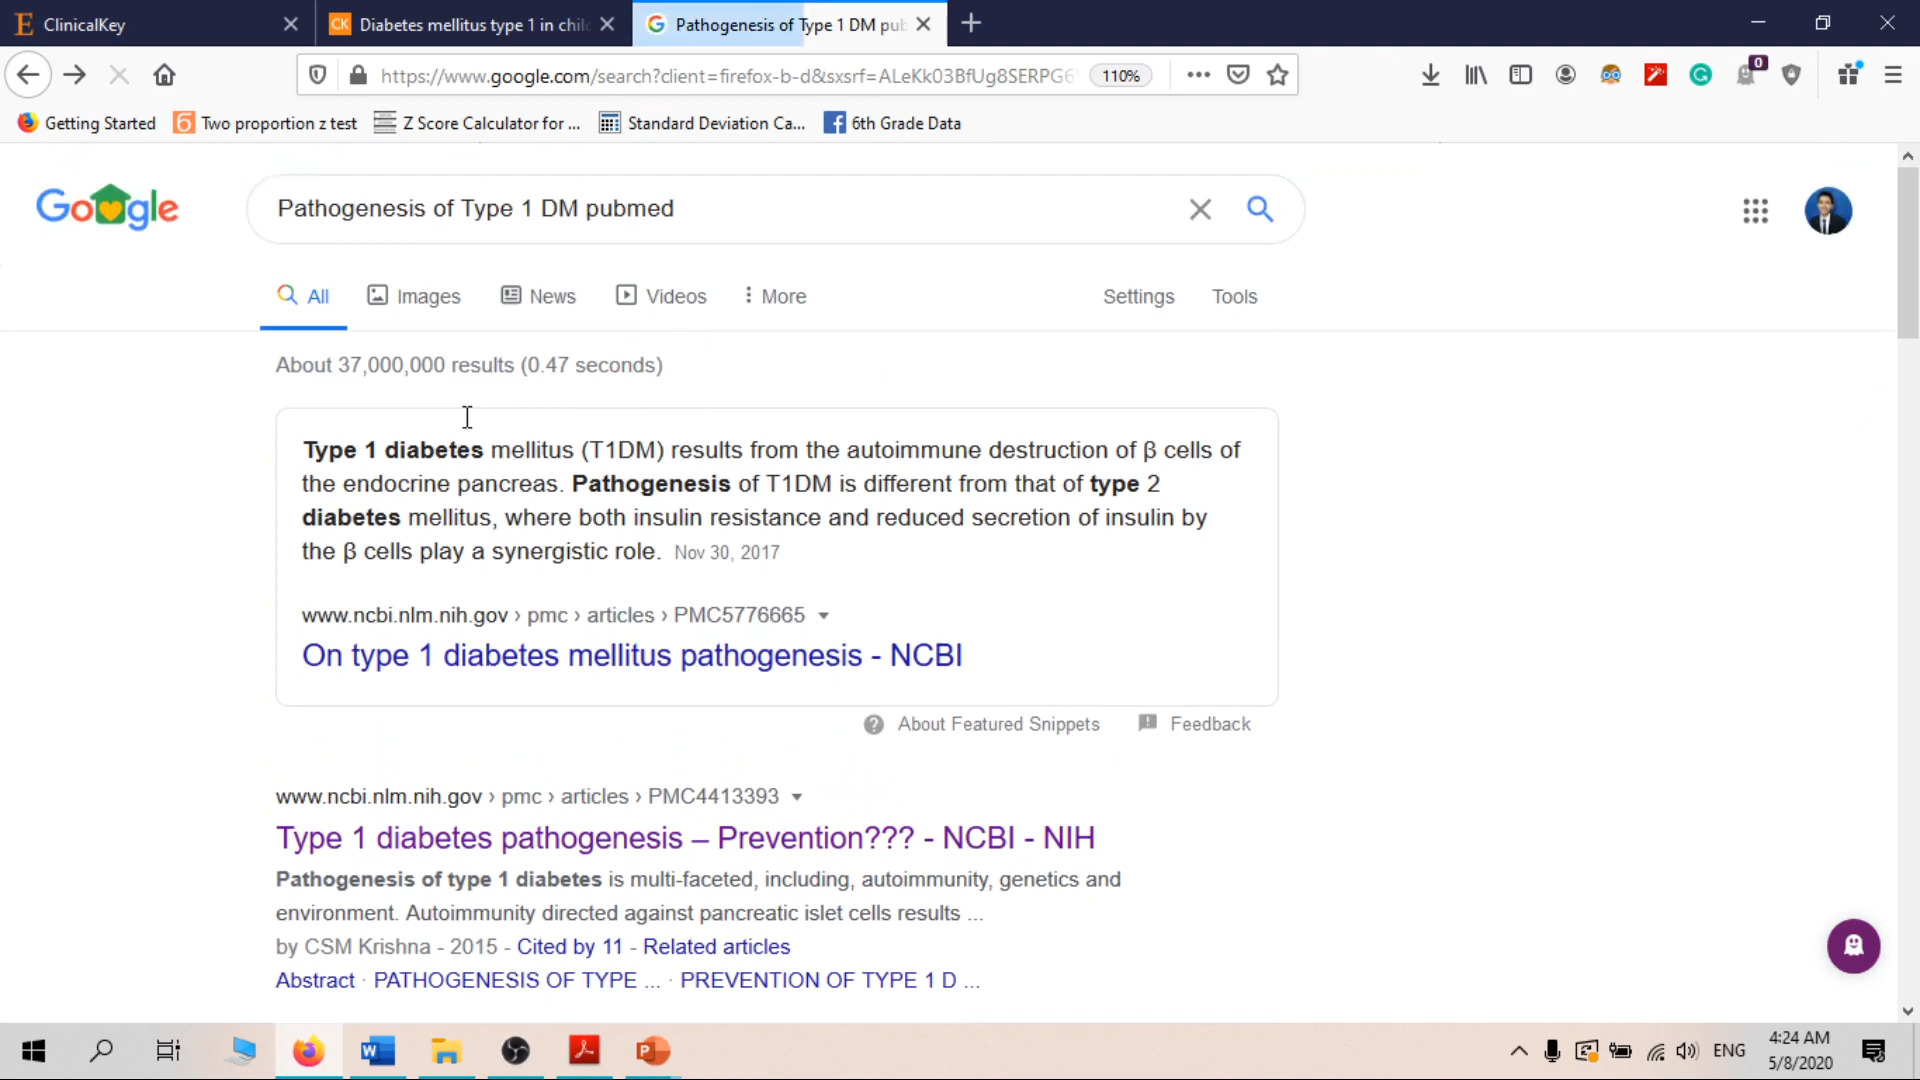 ClinicalKey
Diabetes mellitus type 1 in chil
Pathogenesis of Type 1 DM pub
https://www.google.com/search?client=firefox-b-d&sxsrf=ALeKk03BfUg8SERPG6
110%
0
Getting Started
Two proportion z test
Z Score Calculator for ...
Standard Deviation Ca...
6th Grade Data
Google
Pathogenesis of Type 1 DM pubmed
All
Images
News
Videos
More
Settings
Tools
About 37,000,000 results (0.47 seconds)
Type 1 diabetes mellitus (T1DM) results from the autoimmune destruction of β cells of
the endocrine pancreas. Pathogenesis of T1DM is different from that of type 2
diabetes mellitus, where both insulin resistance and reduced secretion of insulin by
the β cells play a synergistic role. Nov 30, 2017
www.ncbi.nlm.nih.gov › pmc › articles › PMC5776665
On type 1 diabetes mellitus pathogenesis - NCBI
About Featured Snippets
Feedback
www.ncbi.nlm.nih.gov › pmc › articles › PMC4413393
Type 1 diabetes pathogenesis – Prevention??? - NCBI - NIH
Pathogenesis of type 1 diabetes is multi-faceted, including, autoimmunity, genetics and
environment. Autoimmunity directed against pancreatic islet cells results ...
by CSM Krishna - 2015 - Cited by 11 - Related articles
Abstract · PATHOGENESIS OF TYPE ... · PREVENTION OF TYPE 1 D ...
ENG
4:24 AM
5/8/2020